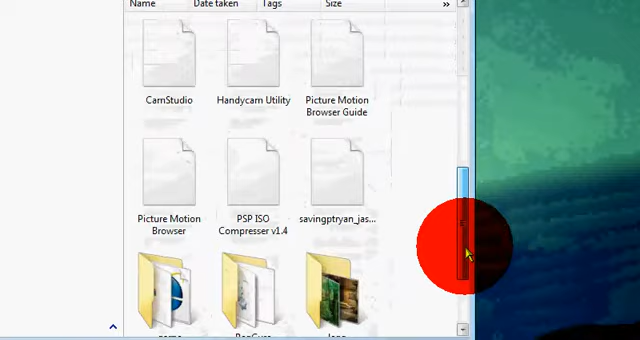 Name Date taken Tags Size »
CamStudio Handycam Utility Picture Motion
Browser Guide
Picture Motion
Browser
PSP ISO
Compresser v1.4
savingptryan_jas...